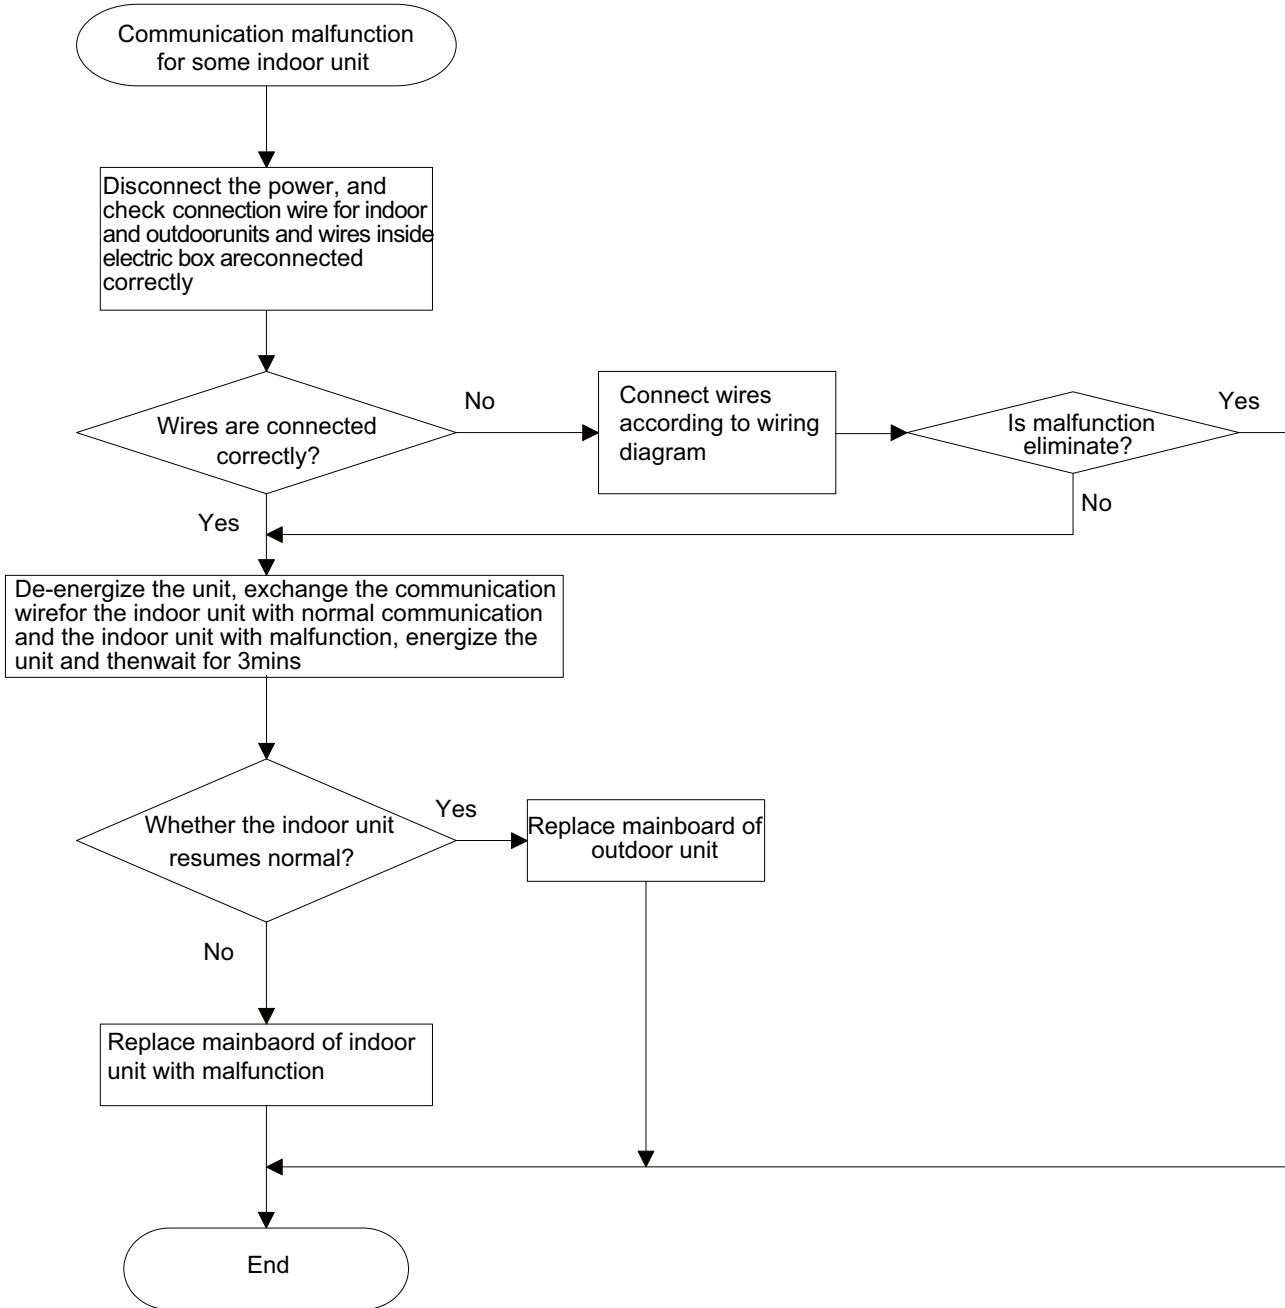 Communication malfunction
for some indoor unit
Disconnect the power, and
check connection wire for indoor
and outdoorunits and wires inside
electric box areconnected
correctly
Wires are connected
correctly?
No
Connect wires
according to wiring
diagram
Is malfunction
eliminate?
Yes
No
Yes
De-energize the unit, exchange the communication
wirefor the indoor unit with normal communication
and the indoor unit with malfunction, energize the
unit and thenwait for 3mins
Whether the indoor unit
resumes normal?
Yes
Replace mainboard of
outdoor unit
No
Replace mainbaord of indoor
unit with malfunction
End